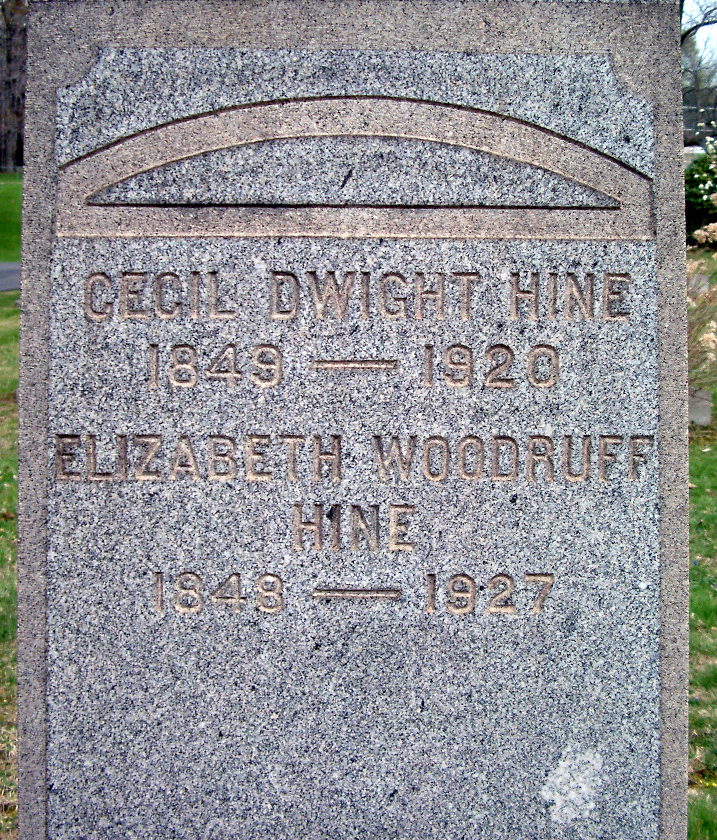 CECIL DWIGHT HINE
1849 — 1920
ELIZABETH WOODRUFF
HINE
1848 — 1927